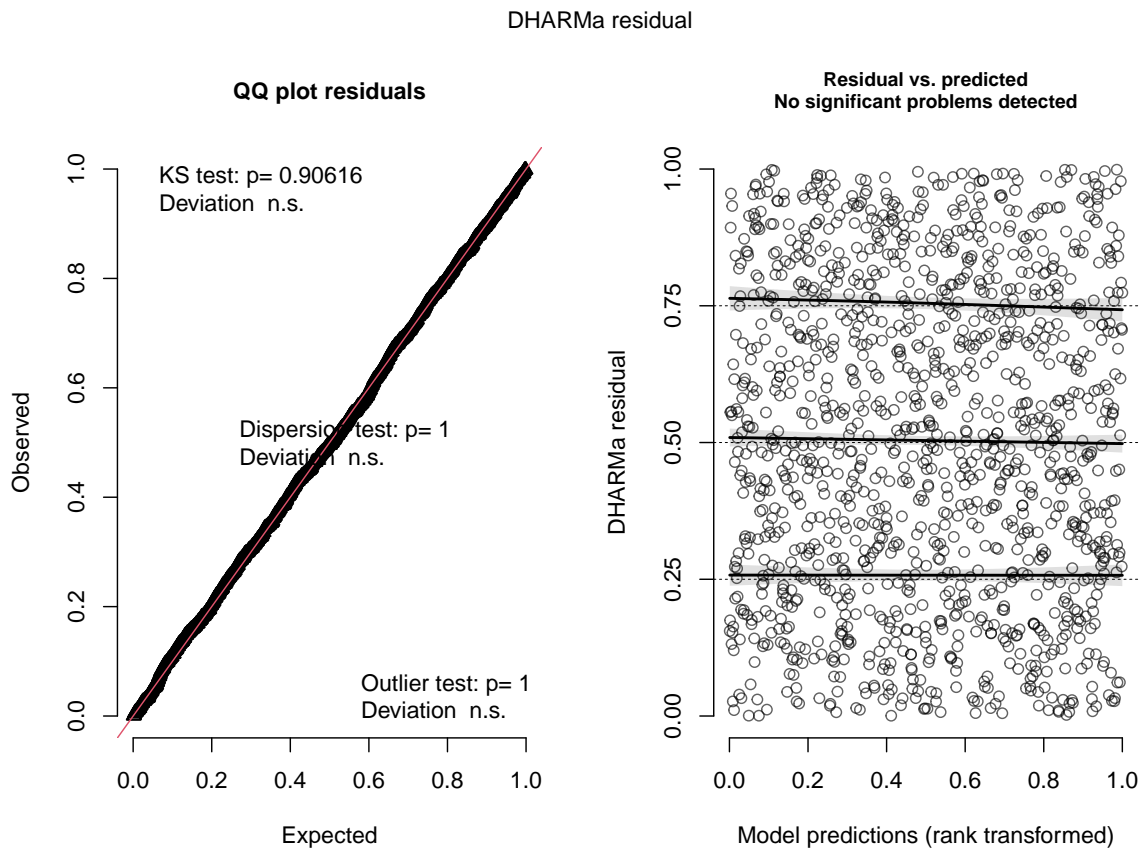 DHARMa residual
QQ plot residuals
KS test: p= 0.90616
Deviation  n.s.
Dispersion test: p= 1
Deviation  n.s.
Outlier test: p= 1
Deviation  n.s.
Observed
1.0
0.8
0.6
0.4
0.2
0.0
0.0 0.2 0.4 0.6 0.8 1.0
Expected
Residual vs. predicted
No significant problems detected
DHARMa residual
1.00
0.75
0.50
0.25
0.00
0.0 0.2 0.4 0.6 0.8 1.0
Model predictions (rank transformed)